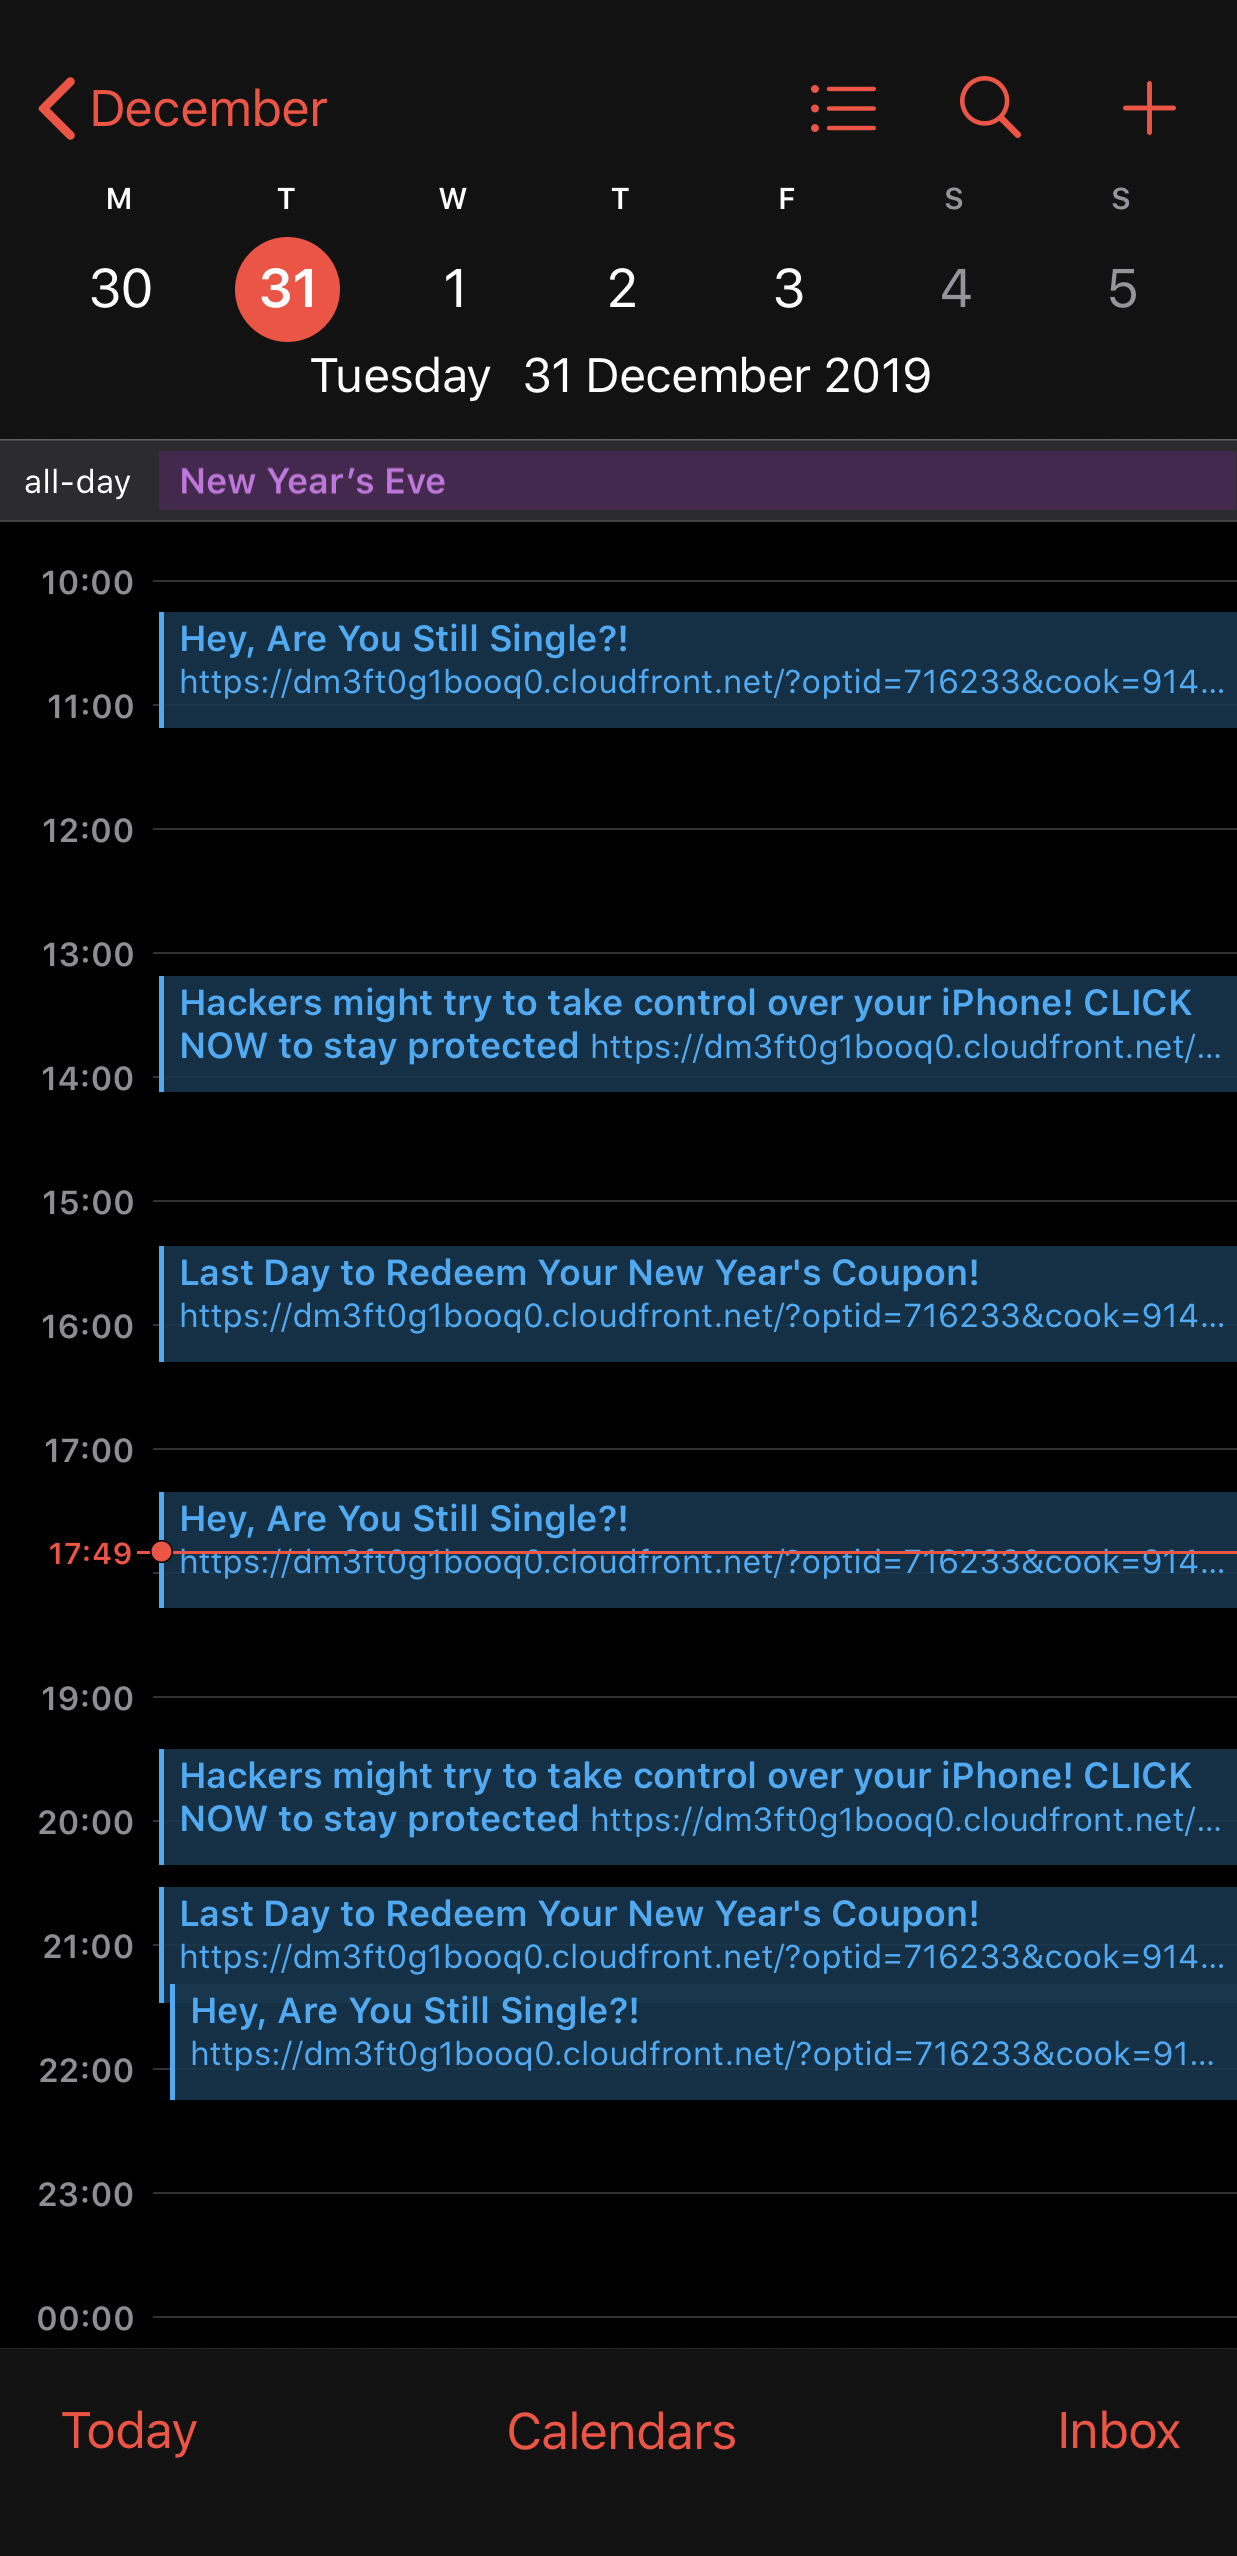 December
M T W T F S S
30 31 1 2 3 4 5
Tuesday 31 December 2019
all-day New Year’s Eve
10:00
Hey, Are You Still Single?!
https://dm3ft0g1booq0.cloudfront.net/?optid=716233&cook=914...
11:00
12:00
13:00
Hackers might try to take control over your iPhone! CLICK
NOW to stay protected https://dm3ft0g1booq0.cloudfront.net/...
14:00
15:00
Last Day to Redeem Your New Year's Coupon!
https://dm3ft0g1booq0.cloudfront.net/?optid=716233&cook=914...
16:00
17:00
Hey, Are You Still Single?!
17:49
https://dm3ft0g1booq0.cloudfront.net/?optid=716233&cook=914...
19:00
Hackers might try to take control over your iPhone! CLICK
NOW to stay protected https://dm3ft0g1booq0.cloudfront.net/...
20:00
Last Day to Redeem Your New Year's Coupon!
21:00
https://dm3ft0g1booq0.cloudfront.net/?optid=716233&cook=914...
Hey, Are You Still Single?!
https://dm3ft0g1booq0.cloudfront.net/?optid=716233&cook=91...
22:00
23:00
00:00
Today Calendars Inbox